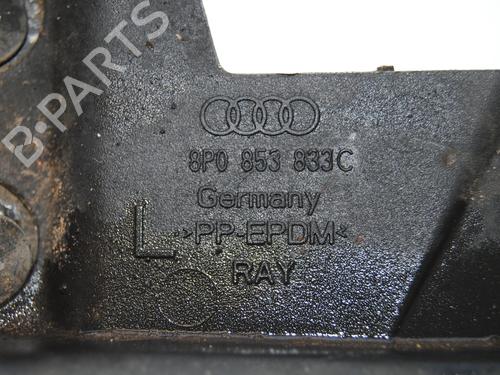 B-PARTS
8P0 853 833C
Germany
L >PP-EPDM<
RAY